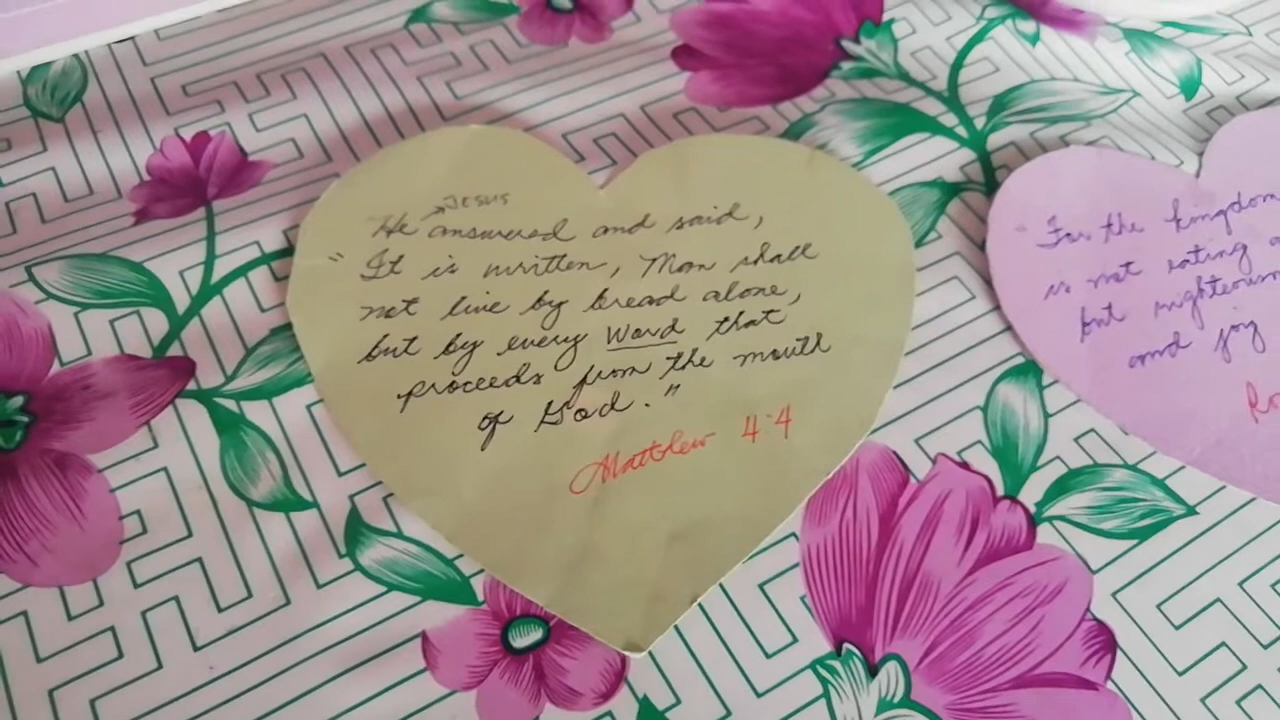 JESUS
He answered and said,
"It is written, Man shall
not live by bread alone,
but by every Word that
proceeds from the mouth
of God."
Matthew 4:4
"For the kingdom
is not eating
but righteous
and joy
Ro